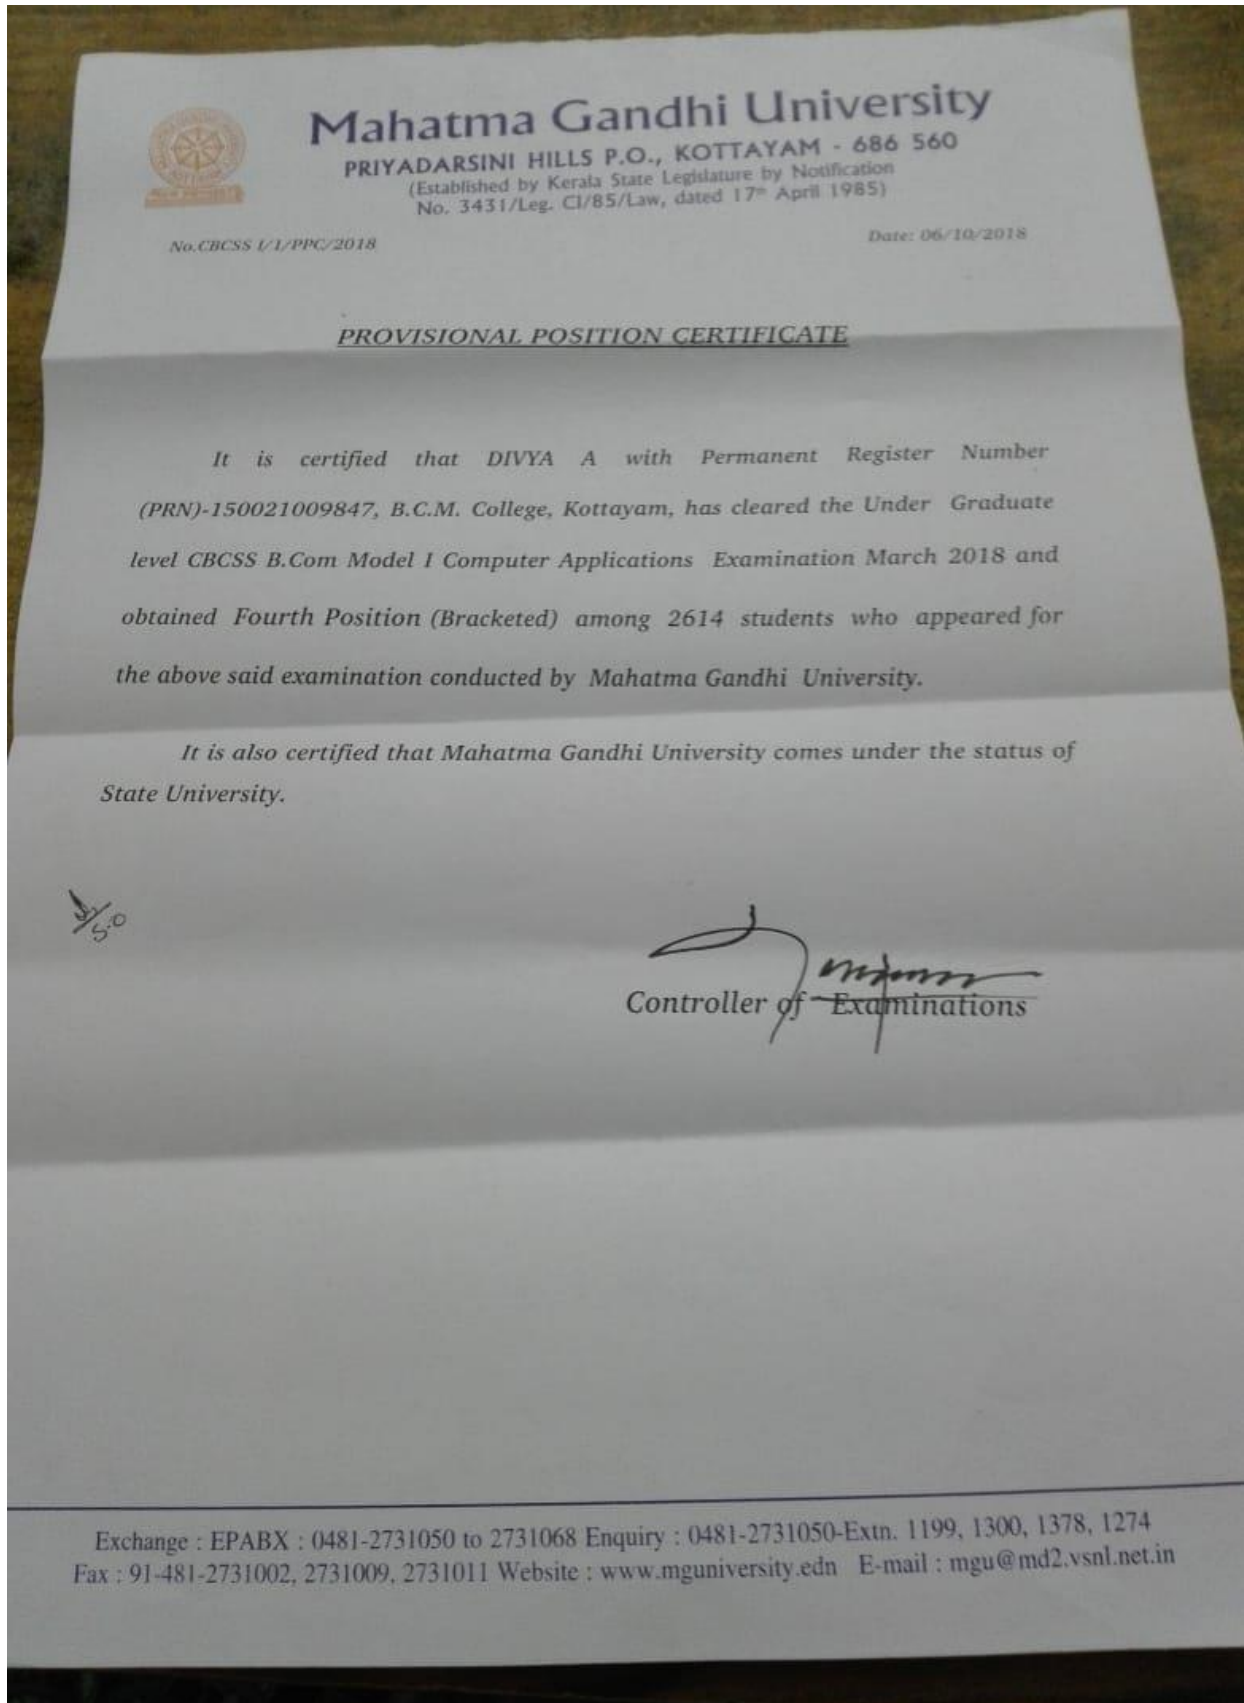 Mahatma Gandhi University
PRIYADARSINI HILLS P.O., KOTTAYAM - 686 560
(Established by Kerala State Legislature by Notification
No. 3431/Leg. CI/85/Law, dated 17th April 1985)
No.CBCSS 1/1/PPC/2018
Date: 06/10/2018
PROVISIONAL POSITION CERTIFICATE
It is certified that DIVYA A with Permanent Register Number
(PRN)-150021009847, B.C.M. College, Kottayam, has cleared the Under Graduate
level CBCSS B.Com Model I Computer Applications Examination March 2018 and
obtained Fourth Position (Bracketed) among 2614 students who appeared for
the above said examination conducted by Mahatma Gandhi University.
It is also certified that Mahatma Gandhi University comes under the status of
State University.
S.O
Controller of Examinations
Exchange : EPABX : 0481-2731050 to 2731068 Enquiry : 0481-2731050-Extn. 1199, 1300, 1378, 1274
Fax : 91-481-2731002, 2731009, 2731011 Website : www.mguniversity.edn E-mail : mgu@md2.vsnl.net.in